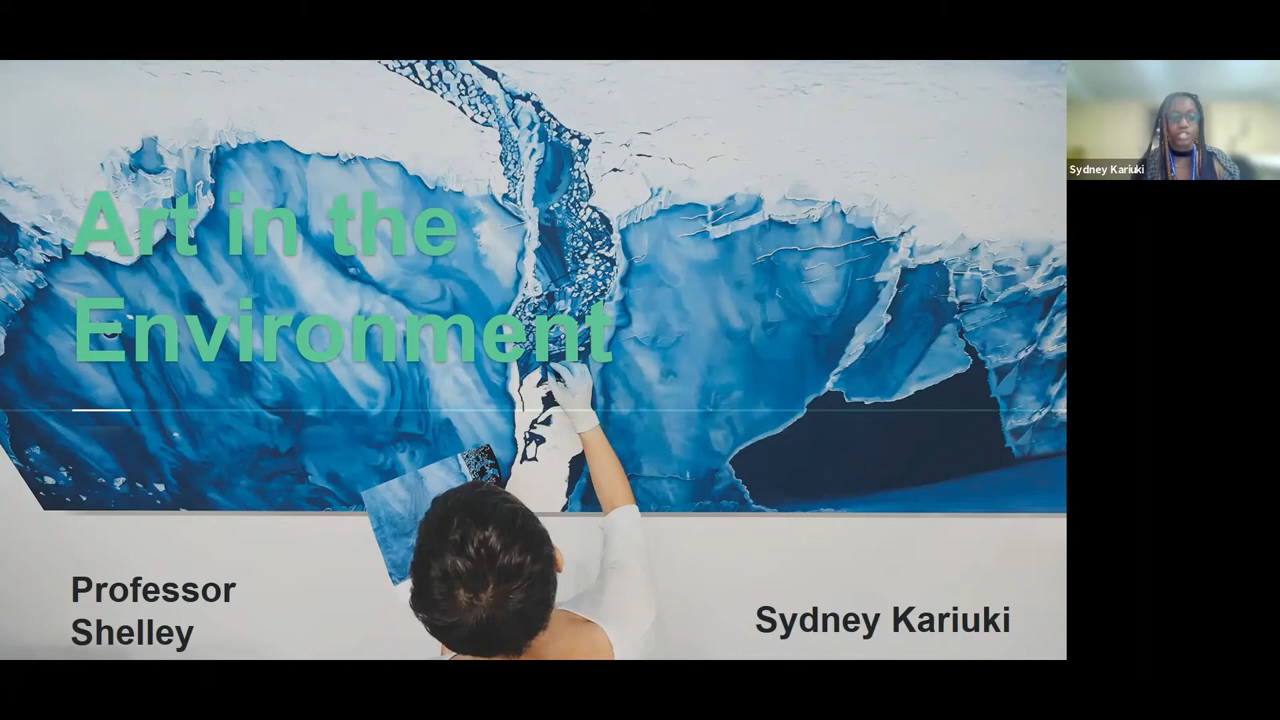 Art in the
Environment
Professor
Shelley
Sydney Kariuki
Sydney Kariuki